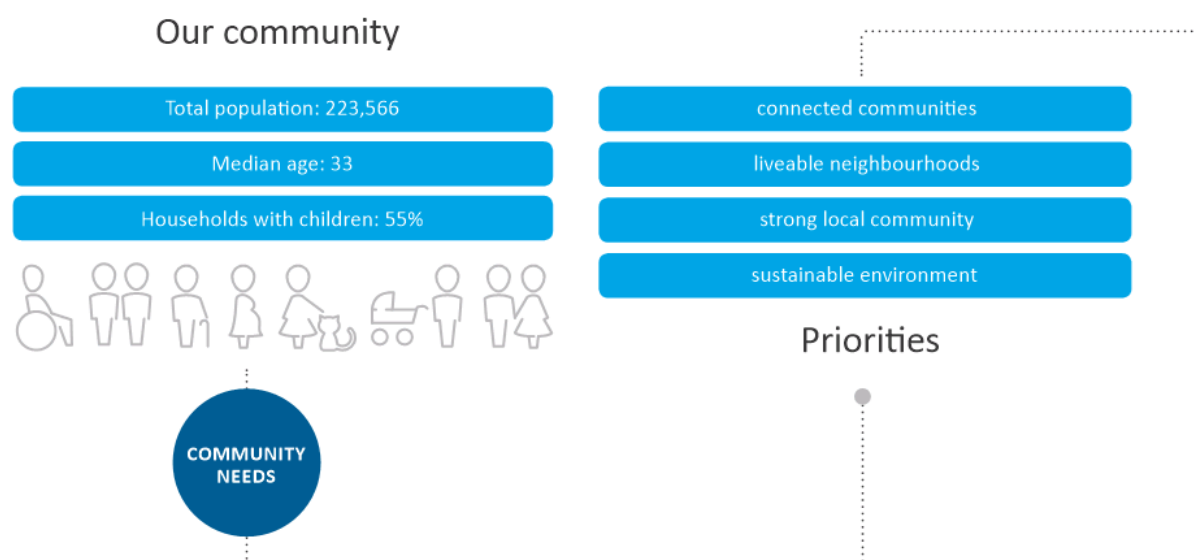 Our community
Total population: 223,566
Median age: 33
Households with children: 55%
COMMUNITY
NEEDS
connected communities
liveable neighbourhoods
strong local community
sustainable environment
Priorities